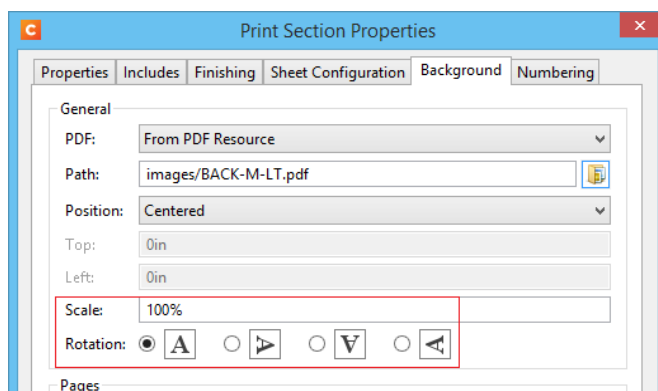 C
Print Section Properties
Properties Includes Finishing Sheet Configuration Background Numbering
General
PDF: From PDF Resource
Path: images/BACK-M-LT.pdf
Position: Centered
Top: 0in
Left: 0in
Scale: 100%
Rotation: A A A A
Pages